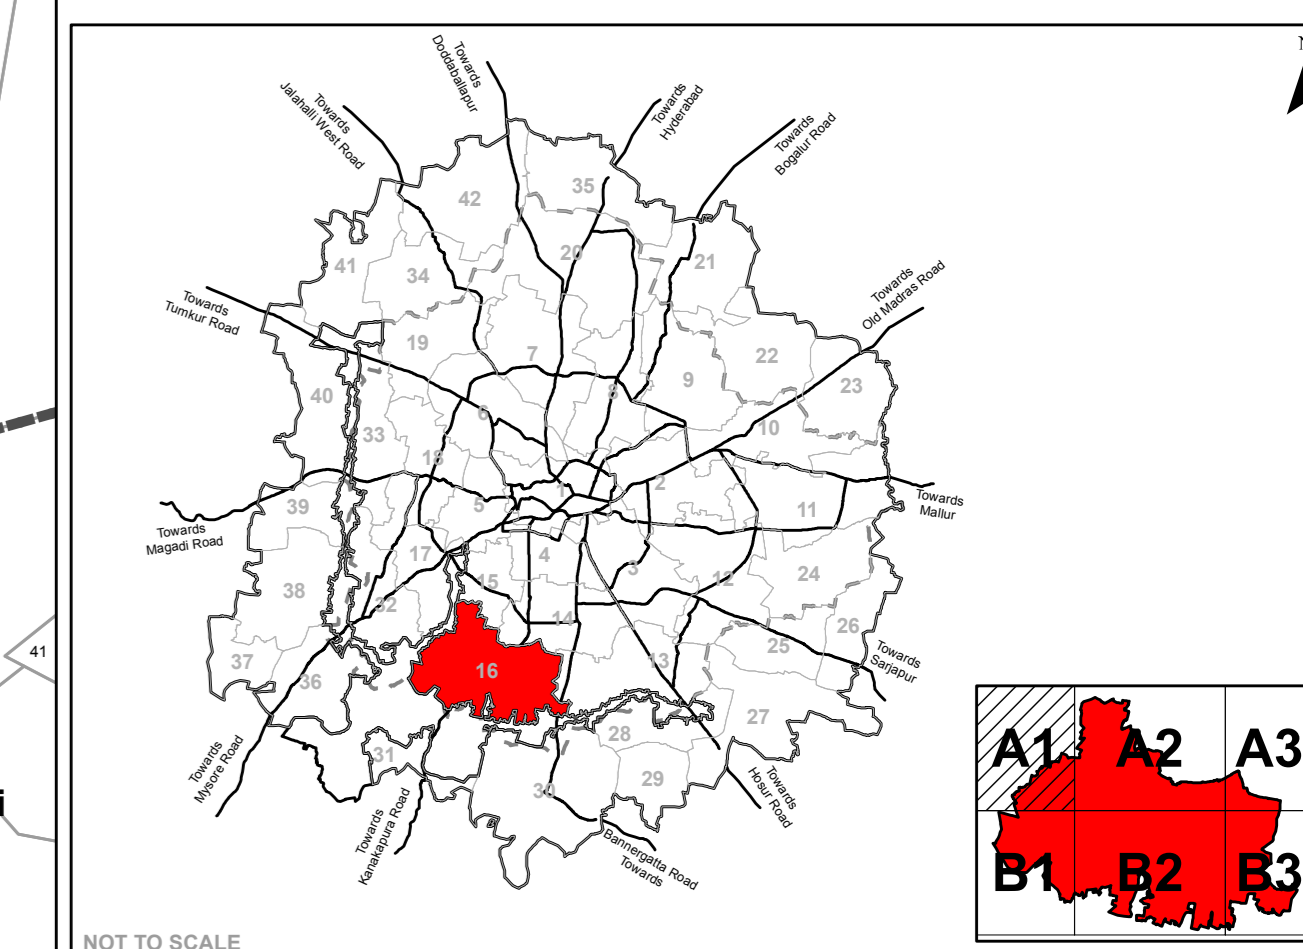 N
Towards
Doddaballapur
Towards
Jalahalli West Road
Towards
Hyderabad
Towards
Bogalur Road
42
35
20
21
41
34
Towards
Old Madras Road
Towards
Tumkur Road
19
7
22
9
8
23
40
6
10
33
18
1
2
5
11
39
Towards
Mallur
Towards
Magadi Road
17
4
3
15
12
24
38
32
14
26
25
41
37
16
13
Towards
Sarjapur
36
27
28
31
29
30
Towards
Mysore Road
Towards
Kanakapura Road
Towards
Hosur Road
Bannergatta Road
Towards
i
A1
A2
A3
B1
B2
B3
NOT TO SCALE